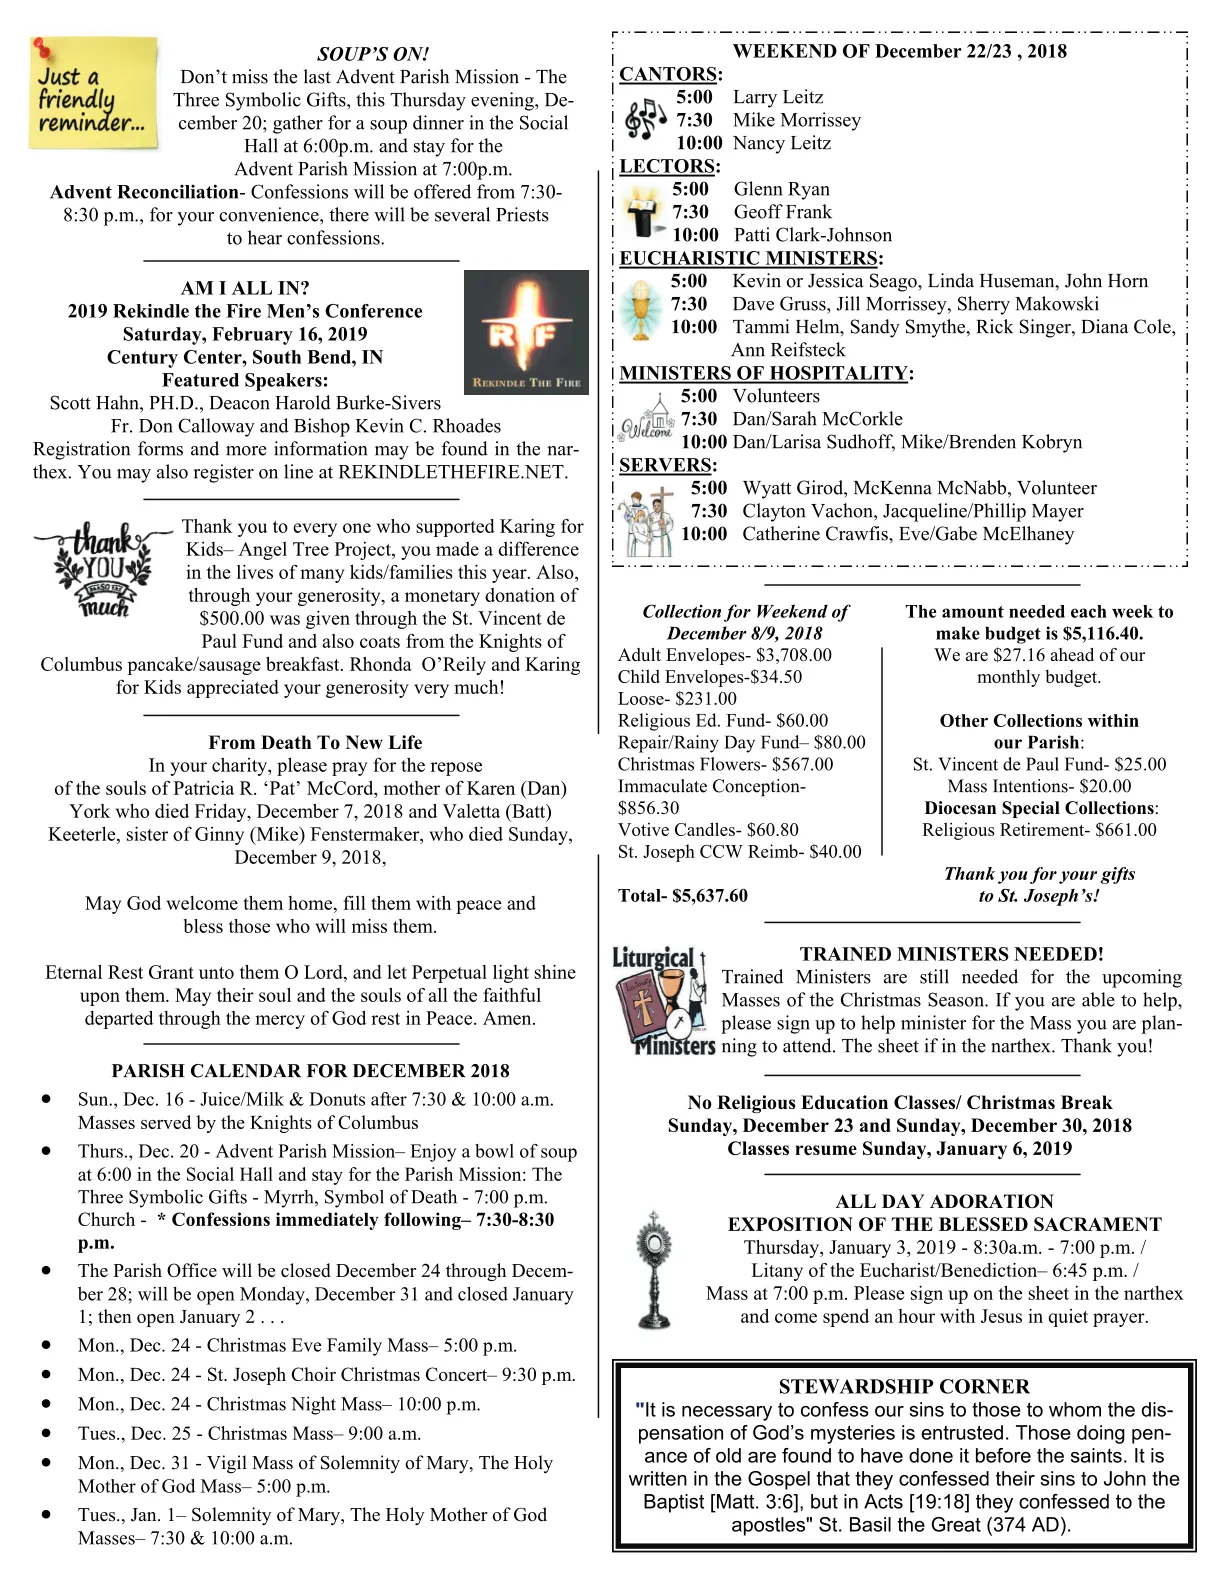 Just a
friendly
reminder...
SOUP'S ON!
Don't miss the last Advent Parish Mission - The
Three Symbolic Gifts, this Thursday evening, De-
cember 20; gather for a soup dinner in the Social
Hall at 6:00p.m. and stay for the
Advent Parish Mission at 7:00p.m.
Advent Reconciliation- Confessions will be offered from 7:30-
8:30 p.m., for your convenience, there will be several Priests
to hear confessions.
AM I ALL IN?
2019 Rekindle the Fire Men's Conference
Saturday, February 16, 2019
Century Center, South Bend, IN
Featured Speakers:
Scott Hahn, PH.D., Deacon Harold Burke-Sivers
Fr. Don Calloway and Bishop Kevin C. Rhoades
Registration forms and more information may be found in the nar-
thex. You may also register on line at REKINDLETHEFIRE.NET.
R F
REKINDLE THE FIRE
thank
YOU
much
Thank you to every one who supported Karing for
Kids– Angel Tree Project, you made a difference
in the lives of many kids/families this year. Also,
through your generosity, a monetary donation of
$500.00 was given through the St. Vincent de
Paul Fund and also coats from the Knights of
Columbus pancake/sausage breakfast. Rhonda O'Reily and Karing
for Kids appreciated your generosity very much!
From Death To New Life
In your charity, please pray for the repose
of the souls of Patricia R. 'Pat' McCord, mother of Karen (Dan)
York who died Friday, December 7, 2018 and Valetta (Batt)
Keeterle, sister of Ginny (Mike) Fenstermaker, who died Sunday,
December 9, 2018,
May God welcome them home, fill them with peace and
bless those who will miss them.
Eternal Rest Grant unto them O Lord, and let Perpetual light shine
upon them. May their soul and the souls of all the faithful
departed through the mercy of God rest in Peace. Amen.
PARISH CALENDAR FOR DECEMBER 2018
• Sun., Dec. 16 - Juice/Milk & Donuts after 7:30 & 10:00 a.m.
Masses served by the Knights of Columbus
• Thurs., Dec. 20 - Advent Parish Mission– Enjoy a bowl of soup
at 6:00 in the Social Hall and stay for the Parish Mission: The
Three Symbolic Gifts - Myrrh, Symbol of Death - 7:00 p.m.
Church - * Confessions immediately following– 7:30-8:30
p.m.
• The Parish Office will be closed December 24 through Decem-
ber 28; will be open Monday, December 31 and closed January
1; then open January 2 . . .
• Mon., Dec. 24 - Christmas Eve Family Mass– 5:00 p.m.
• Mon., Dec. 24 - St. Joseph Choir Christmas Concert– 9:30 p.m.
• Mon., Dec. 24 - Christmas Night Mass– 10:00 p.m.
• Tues., Dec. 25 - Christmas Mass– 9:00 a.m.
• Mon., Dec. 31 - Vigil Mass of Solemnity of Mary, The Holy
Mother of God Mass– 5:00 p.m.
• Tues., Jan. 1– Solemnity of Mary, The Holy Mother of God
Masses– 7:30 & 10:00 a.m.
WEEKEND OF December 22/23 , 2018
CANTORS:
5:00 Larry Leitz
7:30 Mike Morrissey
10:00 Nancy Leitz
LECTORS:
5:00 Glenn Ryan
7:30 Geoff Frank
10:00 Patti Clark-Johnson
EUCHARISTIC MINISTERS:
5:00 Kevin or Jessica Seago, Linda Huseman, John Horn
7:30 Dave Gruss, Jill Morrissey, Sherry Makowski
10:00 Tammi Helm, Sandy Smythe, Rick Singer, Diana Cole,
Ann Reifsteck
MINISTERS OF HOSPITALITY:
Welcome
5:00 Volunteers
7:30 Dan/Sarah McCorkle
10:00 Dan/Larisa Sudhoff, Mike/Brenden Kobryn
SERVERS:
5:00 Wyatt Girod, McKenna McNabb, Volunteer
7:30 Clayton Vachon, Jacqueline/Phillip Mayer
10:00 Catherine Crawfis, Eve/Gabe McElhaney
Collection for Weekend of
December 8/9, 2018
Adult Envelopes- $3,708.00
Child Envelopes-$34.50
Loose- $231.00
Religious Ed. Fund- $60.00
Repair/Rainy Day Fund– $80.00
Christmas Flowers- $567.00
Immaculate Conception-
$856.30
Votive Candles- $60.80
St. Joseph CCW Reimb- $40.00
Total- $5,637.60
The amount needed each week to
make budget is $5,116.40.
We are $27.16 ahead of our
monthly budget.
Other Collections within
our Parish:
St. Vincent de Paul Fund- $25.00
Mass Intentions- $20.00
Diocesan Special Collections:
Religious Retirement- $661.00
Thank you for your gifts
to St. Joseph's!
Liturgical
Ministers
TRAINED MINISTERS NEEDED!
Trained Ministers are still needed for the upcoming
Masses of the Christmas Season. If you are able to help,
please sign up to help minister for the Mass you are plan-
ning to attend. The sheet if in the narthex. Thank you!
No Religious Education Classes/ Christmas Break
Sunday, December 23 and Sunday, December 30, 2018
Classes resume Sunday, January 6, 2019
ALL DAY ADORATION
EXPOSITION OF THE BLESSED SACRAMENT
Thursday, January 3, 2019 - 8:30a.m. - 7:00 p.m. /
Litany of the Eucharist/Benediction– 6:45 p.m. /
Mass at 7:00 p.m. Please sign up on the sheet in the narthex
and come spend an hour with Jesus in quiet prayer.
STEWARDSHIP CORNER
"It is necessary to confess our sins to those to whom the dis-
pensation of God's mysteries is entrusted. Those doing pen-
ance of old are found to have done it before the saints. It is
written in the Gospel that they confessed their sins to John the
Baptist [Matt. 3:6], but in Acts [19:18] they confessed to the
apostles" St. Basil the Great (374 AD).